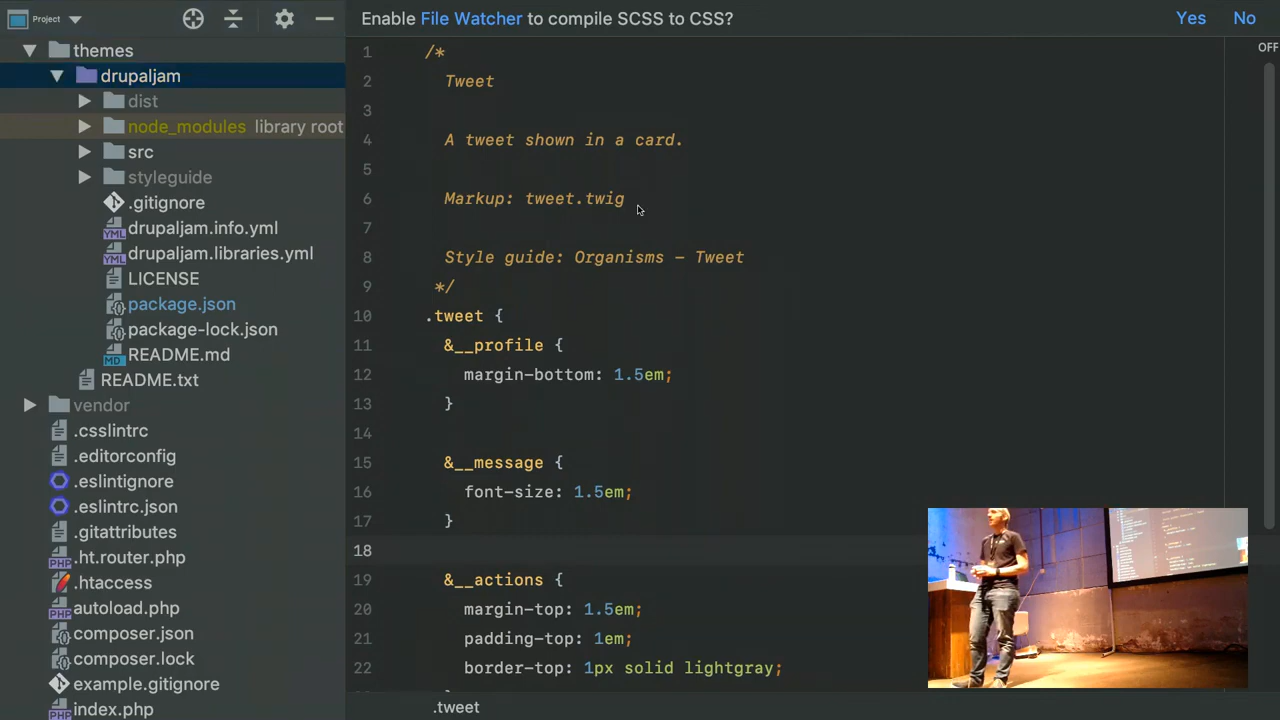 Project
Enable File Watcher to compile SCSS to CSS?
Yes
No
themes
drupaljam
dist
node_modules library root
src
styleguide
.gitignore
drupaljam.info.yml
drupaljam.libraries.yml
LICENSE
package.json
package-lock.json
README.md
README.txt
vendor
.csslintrc
.editorconfig
.eslintignore
.eslintrc.json
.gitattributes
.ht.router.php
.htaccess
autoload.php
composer.json
composer.lock
example.gitignore
index.php
OFF
1 /*
2 Tweet
3
4 A tweet shown in a card.
5
6 Markup: tweet.twig
7
8 Style guide: Organisms - Tweet
9 */
10 .tweet {
11 &__profile {
12 margin-bottom: 1.5em;
13 }
14
15 &__message {
16 font-size: 1.5em;
17 }
18
19 &__actions {
20 margin-top: 1.5em;
21 padding-top: 1em;
22 border-top: 1px solid lightgray;
.tweet